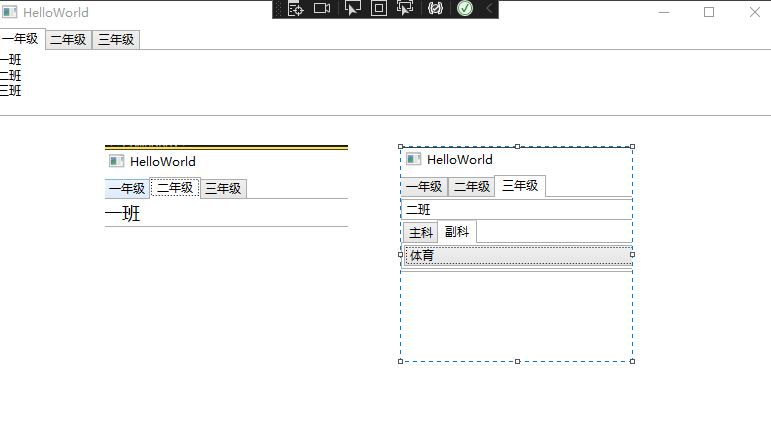 HelloWorld
一年级 二年级 三年级
一班
二班
三班
HelloWorld
一年级 二年级 三年级
一班
HelloWorld
一年级 二年级 三年级
二班
主科 副科
体育